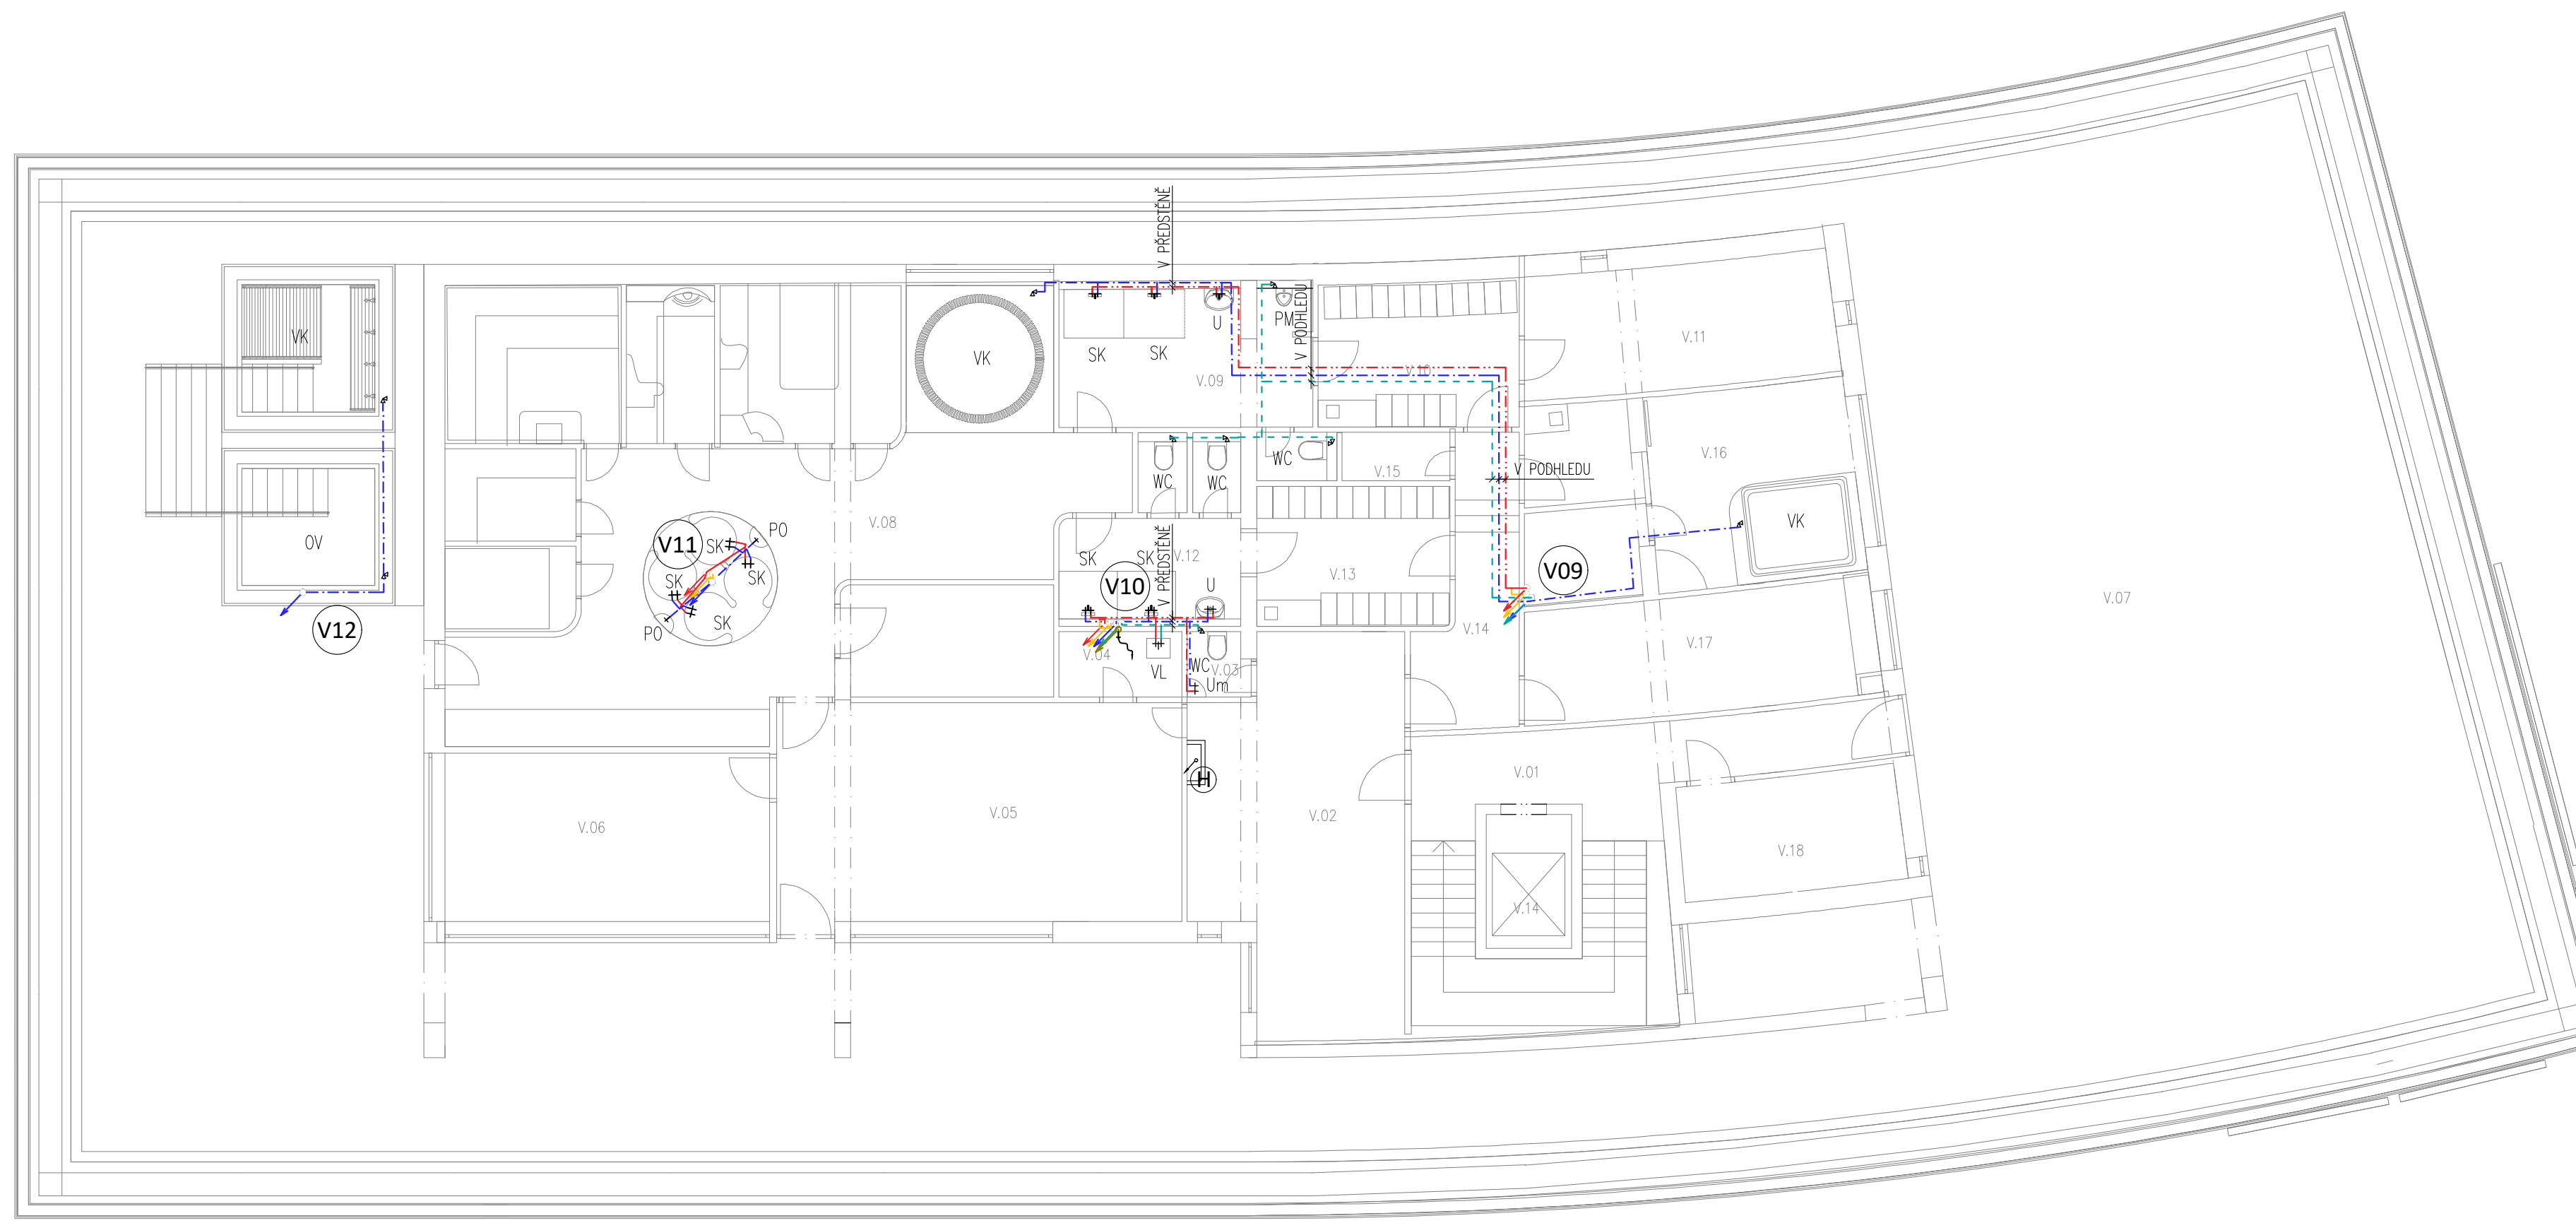 V PŘEDSTĚNĚ
VK
VK
SK
SK
U
PM
V PODHLEDU
V.09
V.10
V.11
WC
WC
WC
V.15
V PODHLEDU
V.16
VK
OV
V12
V11
SK
PO
SK
SK
SK
PO
V.08
SK
SK
V.12
V PŘEDSTĚNĚ
V10
U
V.13
V09
V.14
V.17
V.07
V.04
VL
WC
V.03
Um
H
V.01
V.06
V.05
V.02
V.18
V.14